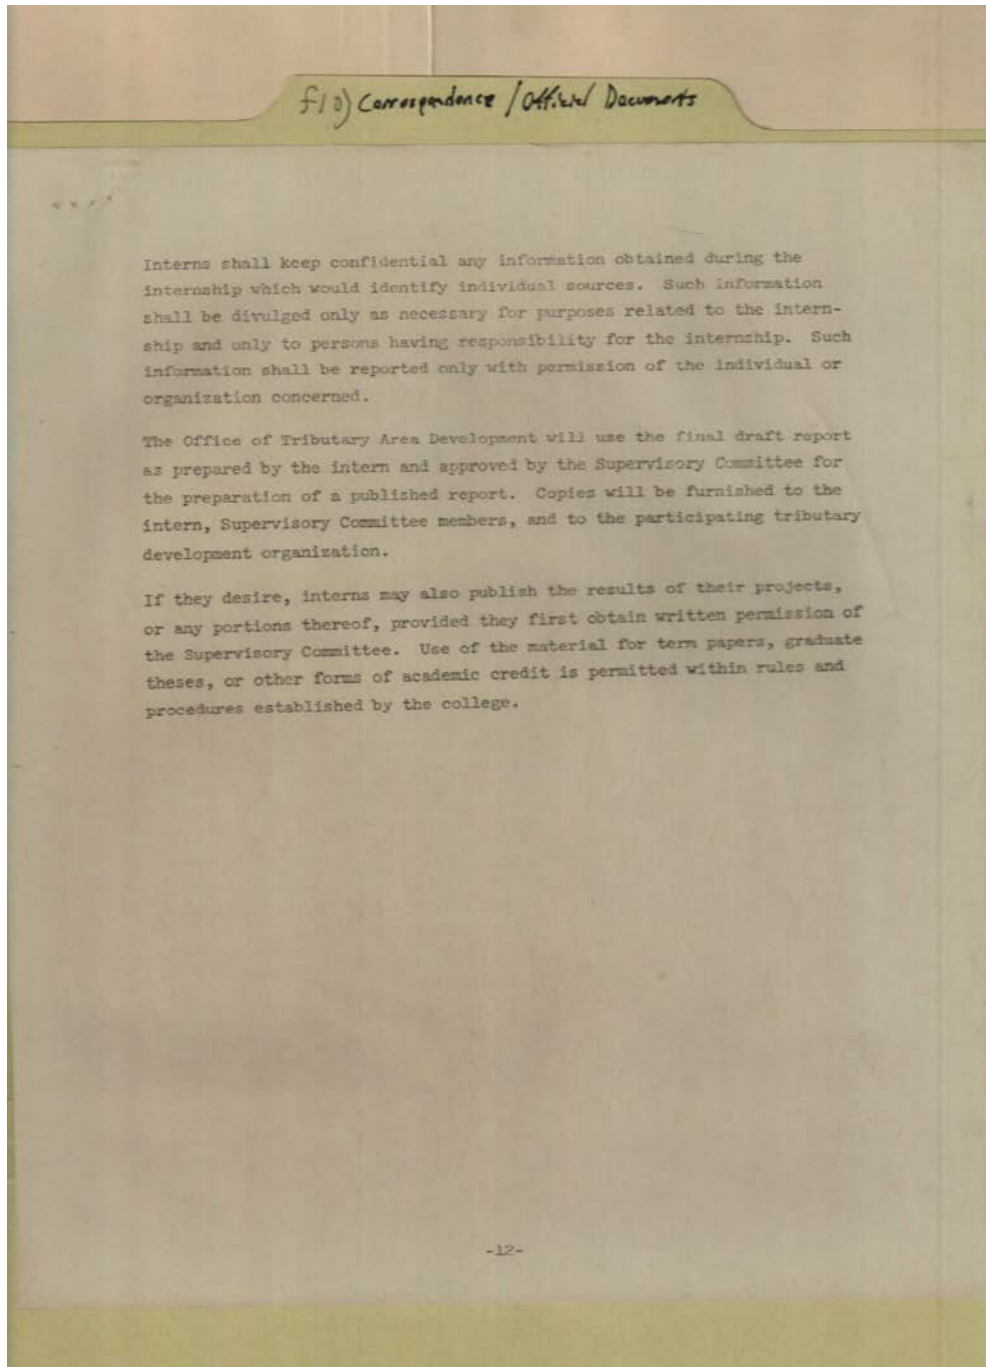 f10) Correspondence / Official Documents
Interns shall keep confidential any information obtained during the
internship which would identify individual sources. Such information
shall be divulged only as necessary for purposes related to the intern-
ship and only to persons having responsibility for the internship. Such
information shall be reported only with permission of the individual or
organization concerned.
The Office of Tributary Area Development will use the final draft report
as prepared by the intern and approved by the Supervisory Committee for
the preparation of a published report. Copies will be furnished to the
intern, Supervisory Committee members, and to the participating tributary
development organization.
If they desire, interns may also publish the results of their projects,
or any portions thereof, provided they first obtain written permission of
the Supervisory Committee. Use of the material for term papers, graduate
theses, or other forms of academic credit is permitted within rules and
procedures established by the college.
-12-